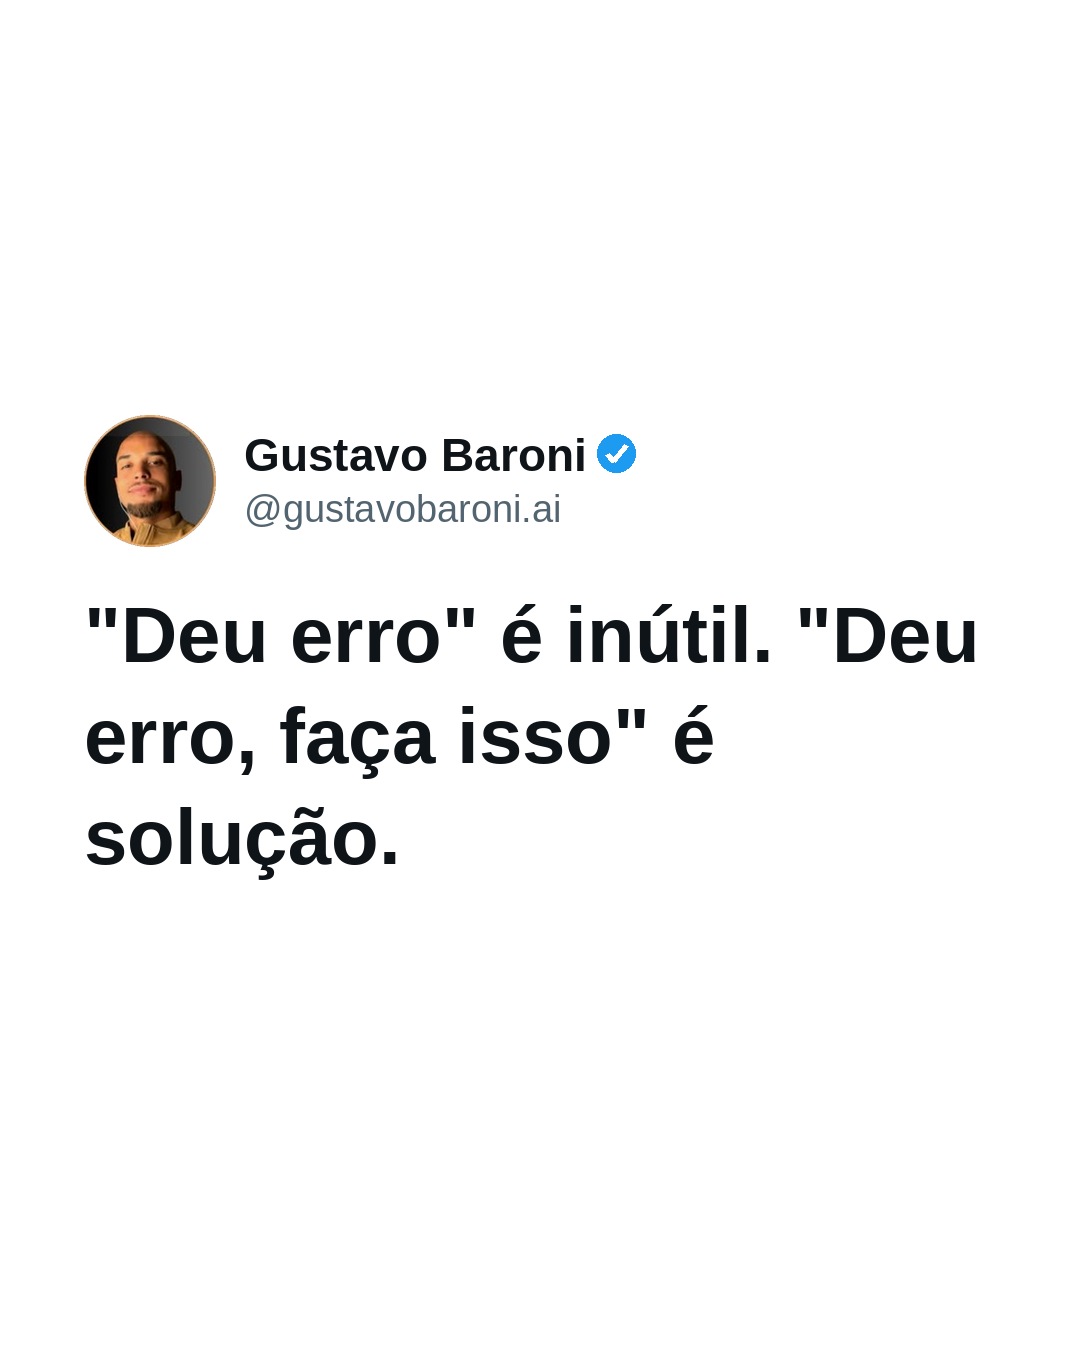 Gustavo Baroni
@gustavobaroni.ai
"Deu erro" é inútil. "Deu
erro, faça isso" é
solução.